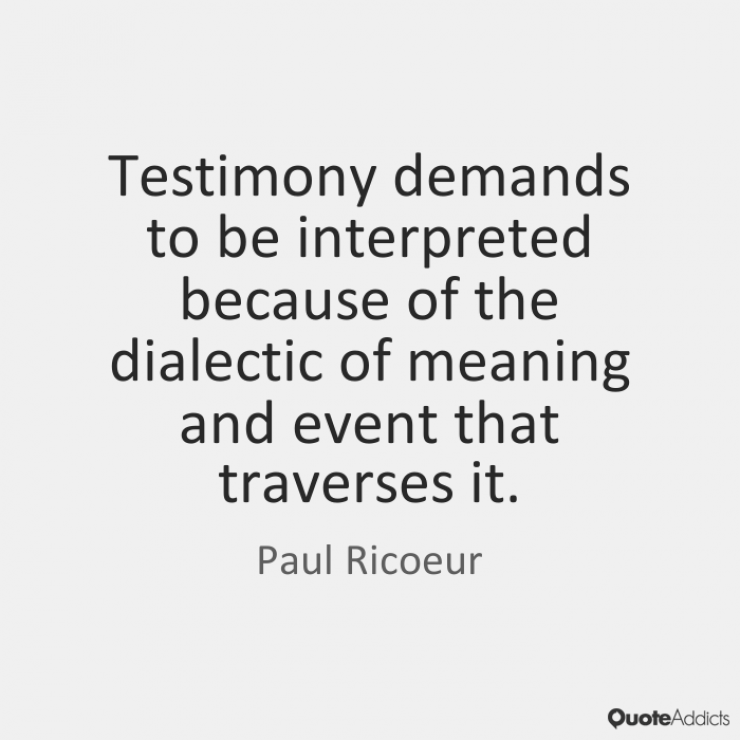 Testimony demands
to be interpreted
because of the
dialectic of meaning
and event that
traverses it.
Paul Ricoeur
QuoteAddicts